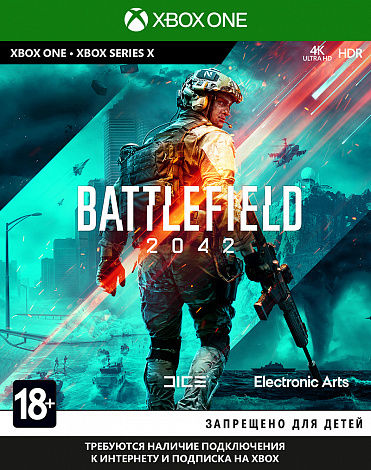 XBOX ONE
XBOX ONE • XBOX SERIES X
4K
ULTRA HD
HDR
BATTLEFIELD
2042
DICE
Electronic Arts
18+
ЗАПРЕЩЕНО ДЛЯ ДЕТЕЙ
ТРЕБУЮТСЯ НАЛИЧИЕ ПОДКЛЮЧЕНИЯ
К ИНТЕРНЕТУ И ПОДПИСКА НА XBOX